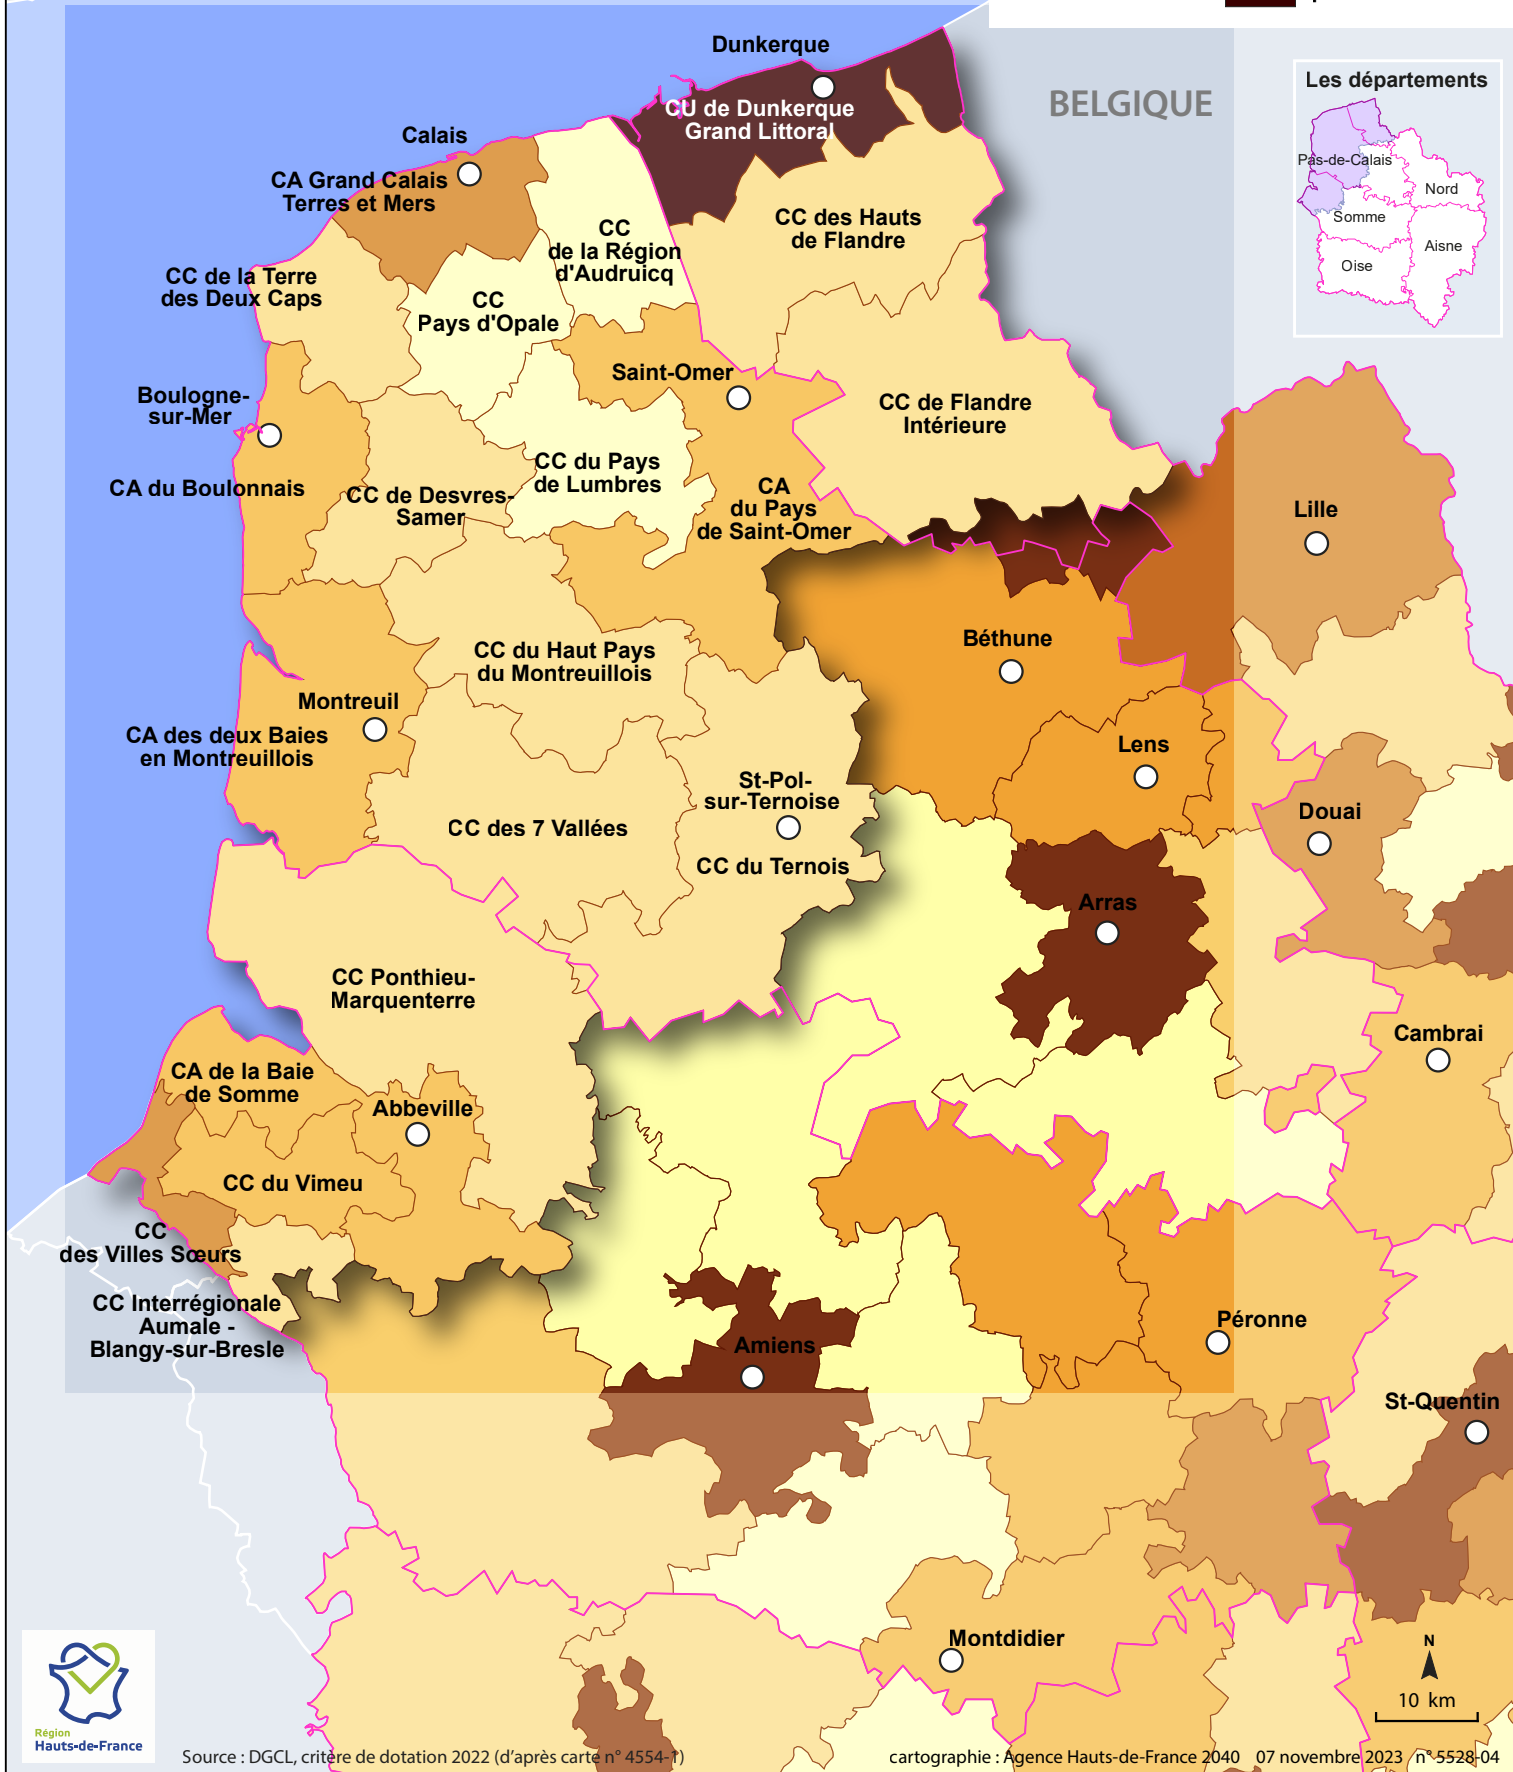 Dunkerque
BELGIQUE
Les départements
CU de Dunkerque
Grand Littoral
Calais
Pas-de-Calais
Nord
Somme
Aisne
Oise
CA Grand Calais
Terres et Mers
CC des Hauts
de Flandre
CC
de la Région
d'Audruicq
CC de la Terre
des Deux Caps
CC
Pays d'Opale
Saint-Omer
Boulogne-
sur-Mer
CC de Flandre
Intérieure
CC du Pays
de Lumbres
CA du Boulonnais
CC de Desvres-
Samer
CA
du Pays
de Saint-Omer
Lille
Béthune
CC du Haut Pays
du Montreuillois
Montreuil
CA des deux Baies
en Montreuillois
Lens
St-Pol-
sur-Ternoise
Douai
CC des 7 Vallées
CC du Ternois
Arras
CC Ponthieu-
Marquenterre
Cambrai
CA de la Baie
de Somme
Abbeville
CC du Vimeu
CC
des Villes Sœurs
CC Interrégionale
Aumale -
Blangy-sur-Bresle
Péronne
Amiens
St-Quentin
Montdidier
N
10 km
Région
Hauts-de-France
Source : DGCL, critère de dotation 2022 (d'après carte n° 4554-1)
cartographie : Agence Hauts-de-France 2040 07 novembre 2023 n° 5528-04